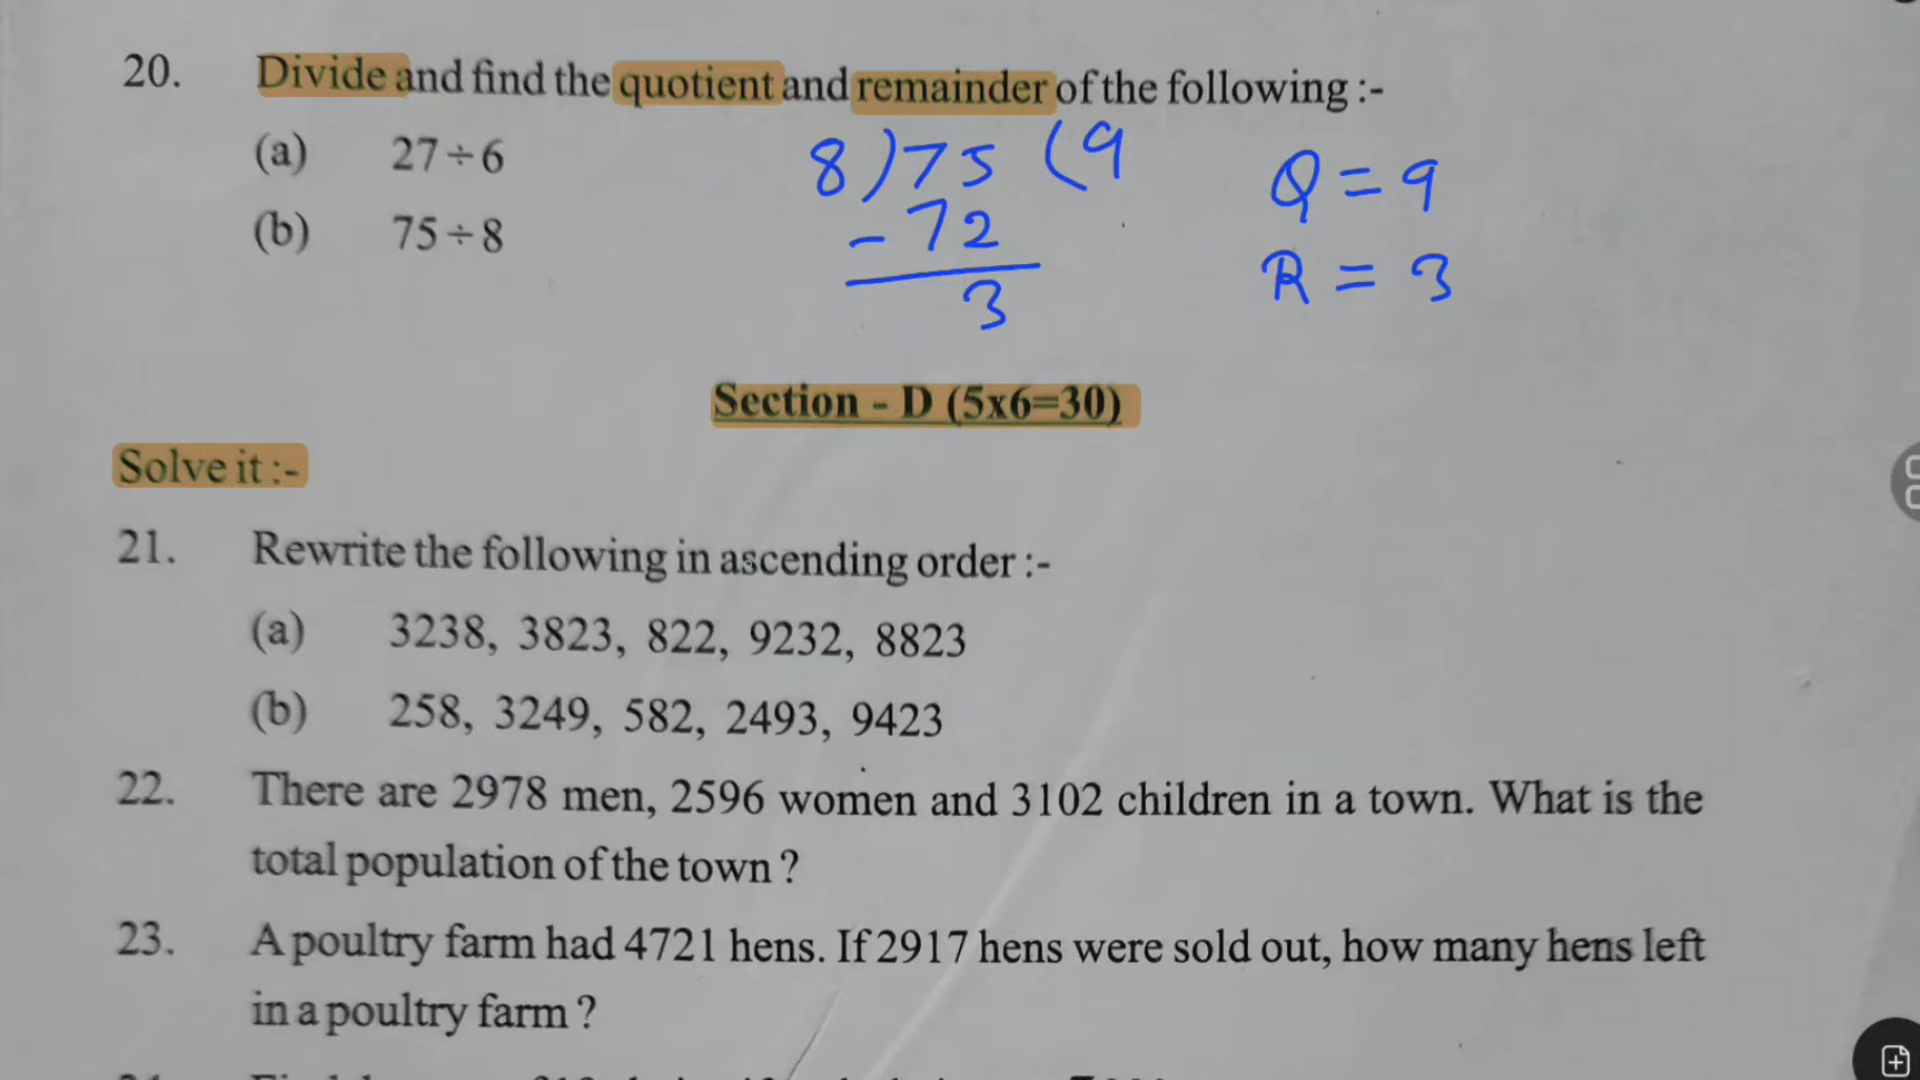 20. Divide and find the quotient and remainder of the following :-
(a) 27÷6
(b) 75÷8
8)75(9
-72
3
Q = 9
R = 3
Section - D (5x6=30)
Solve it :-
21. Rewrite the following in ascending order :-
(a) 3238, 3823, 822, 9232, 8823
(b) 258, 3249, 582, 2493, 9423
22. There are 2978 men, 2596 women and 3102 children in a town. What is the
total population of the town ?
23. A poultry farm had 4721 hens. If 2917 hens were sold out, how many hens left
in a poultry farm ?